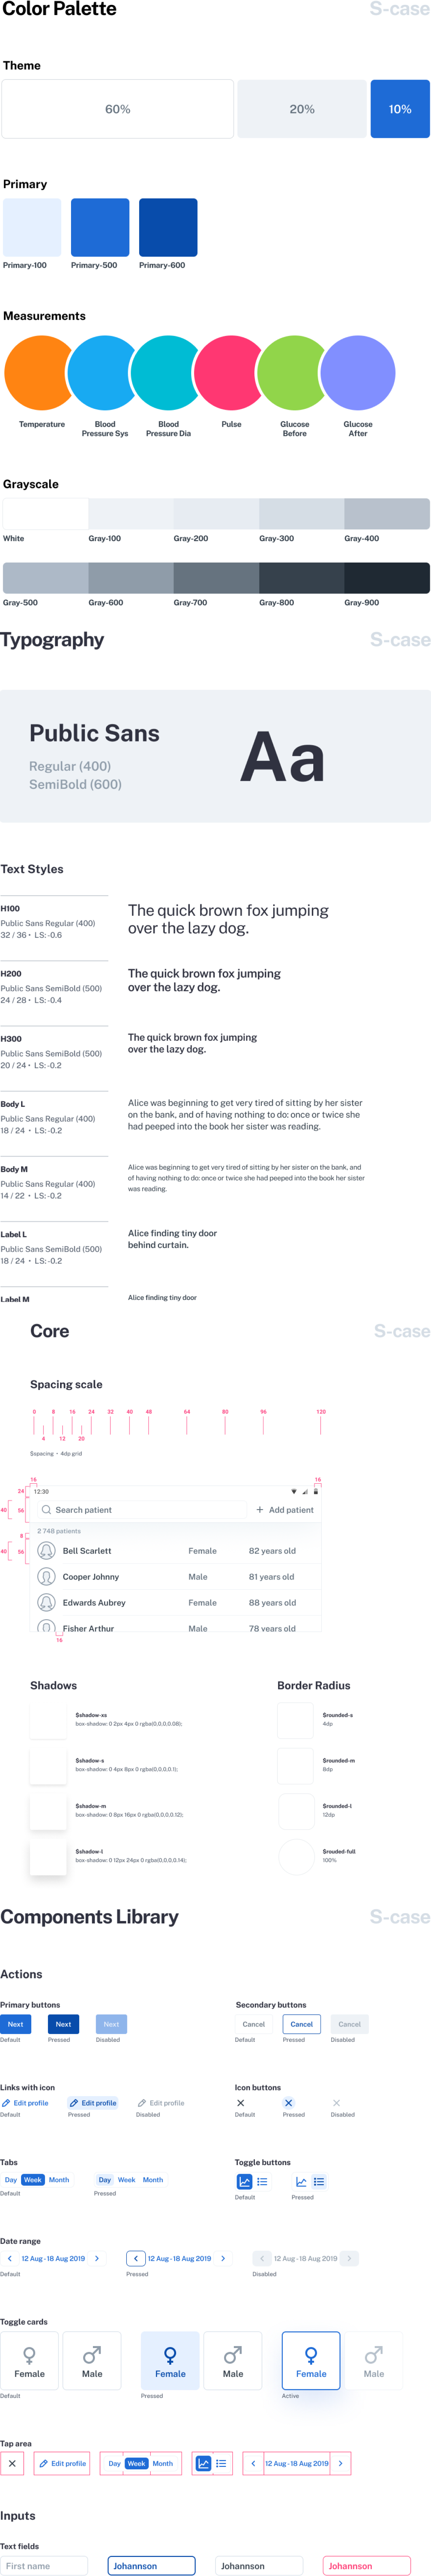 Color Palette
S-case
Theme
60%
20%
10%
Primary
Primary-100
Primary-500
Primary-600
Measurements
Temperature
Blood
Pressure Sys
Blood
Pressure Dia
Pulse
Glucose
Before
Glucose
After
Grayscale
White
Gray-100
Gray-200
Gray-300
Gray-400
Gray-500
Gray-600
Gray-700
Gray-800
Gray-900
Typography
S-case
Public Sans
Regular (400)
SemiBold (600)
Aa
Text Styles
H100
Public Sans Regular (400)
32 / 36 • LS: -0.6
The quick brown fox jumping
over the lazy dog.
H200
Public Sans SemiBold (500)
24 / 28 • LS: -0.4
The quick brown fox jumping
over the lazy dog.
H300
Public Sans SemiBold (500)
20 / 24 • LS: -0.2
The quick brown fox jumping
over the lazy dog.
Body L
Public Sans Regular (400)
18 / 24 • LS: -0.2
Alice was beginning to get very tired of sitting by her sister
on the bank, and of having nothing to do: once or twice she
had peeped into the book her sister was reading.
Body M
Public Sans Regular (400)
14 / 22 • LS: -0.2
Alice was beginning to get very tired of sitting by her sister on the bank, and
of having nothing to do: once or twice she had peeped into the book her sister
was reading.
Label L
Public Sans SemiBold (500)
18 / 24 • LS: -0.2
Alice finding tiny door
behind curtain.
Label M
Alice finding tiny door
Core
S-case
Spacing scale
0 8 16 24 32 40 48 64 80 96 120
4 12 20
$spacing • 4dp grid
16
16
24
12:30
40
56
Search patient
Add patient
8
2 748 patients
40
56
Bell Scarlett
Female
82 years old
Cooper Johnny
Male
81 years old
Edwards Aubrey
Female
88 years old
Fisher Arthur
Male
78 years old
16
Shadows
Border Radius
$shadow-xs
box-shadow: 0 2px 4px 0 rgba(0,0,0,0.08);
$rounded-s
4dp
$shadow-s
box-shadow: 0 4px 8px 0 rgba(0,0,0,0.1);
$rounded-m
8dp
$shadow-m
box-shadow: 0 8px 16px 0 rgba(0,0,0,0.12);
$rounded-l
12dp
$shadow-l
box-shadow: 0 12px 24px 0 rgba(0,0,0,0.14);
$rouded-full
100%
Components Library
S-case
Actions
Primary buttons
Next
Next
Next
Default
Pressed
Disabled
Secondary buttons
Cancel
Cancel
Cancel
Default
Pressed
Disabled
Links with icon
Edit profile
Edit profile
Edit profile
Default
Pressed
Disabled
Icon buttons
Default
Pressed
Disabled
Tabs
Day Week Month
Day Week Month
Default
Pressed
Toggle buttons
Default
Pressed
Date range
12 Aug - 18 Aug 2019
12 Aug - 18 Aug 2019
12 Aug - 18 Aug 2019
Default
Pressed
Disabled
Toggle cards
Female
Male
Female
Male
Female
Male
Default
Pressed
Active
Tap area
Edit profile
Day Week Month
12 Aug - 18 Aug 2019
Inputs
Text fields
First name
Johannson
Johannson
Johannson